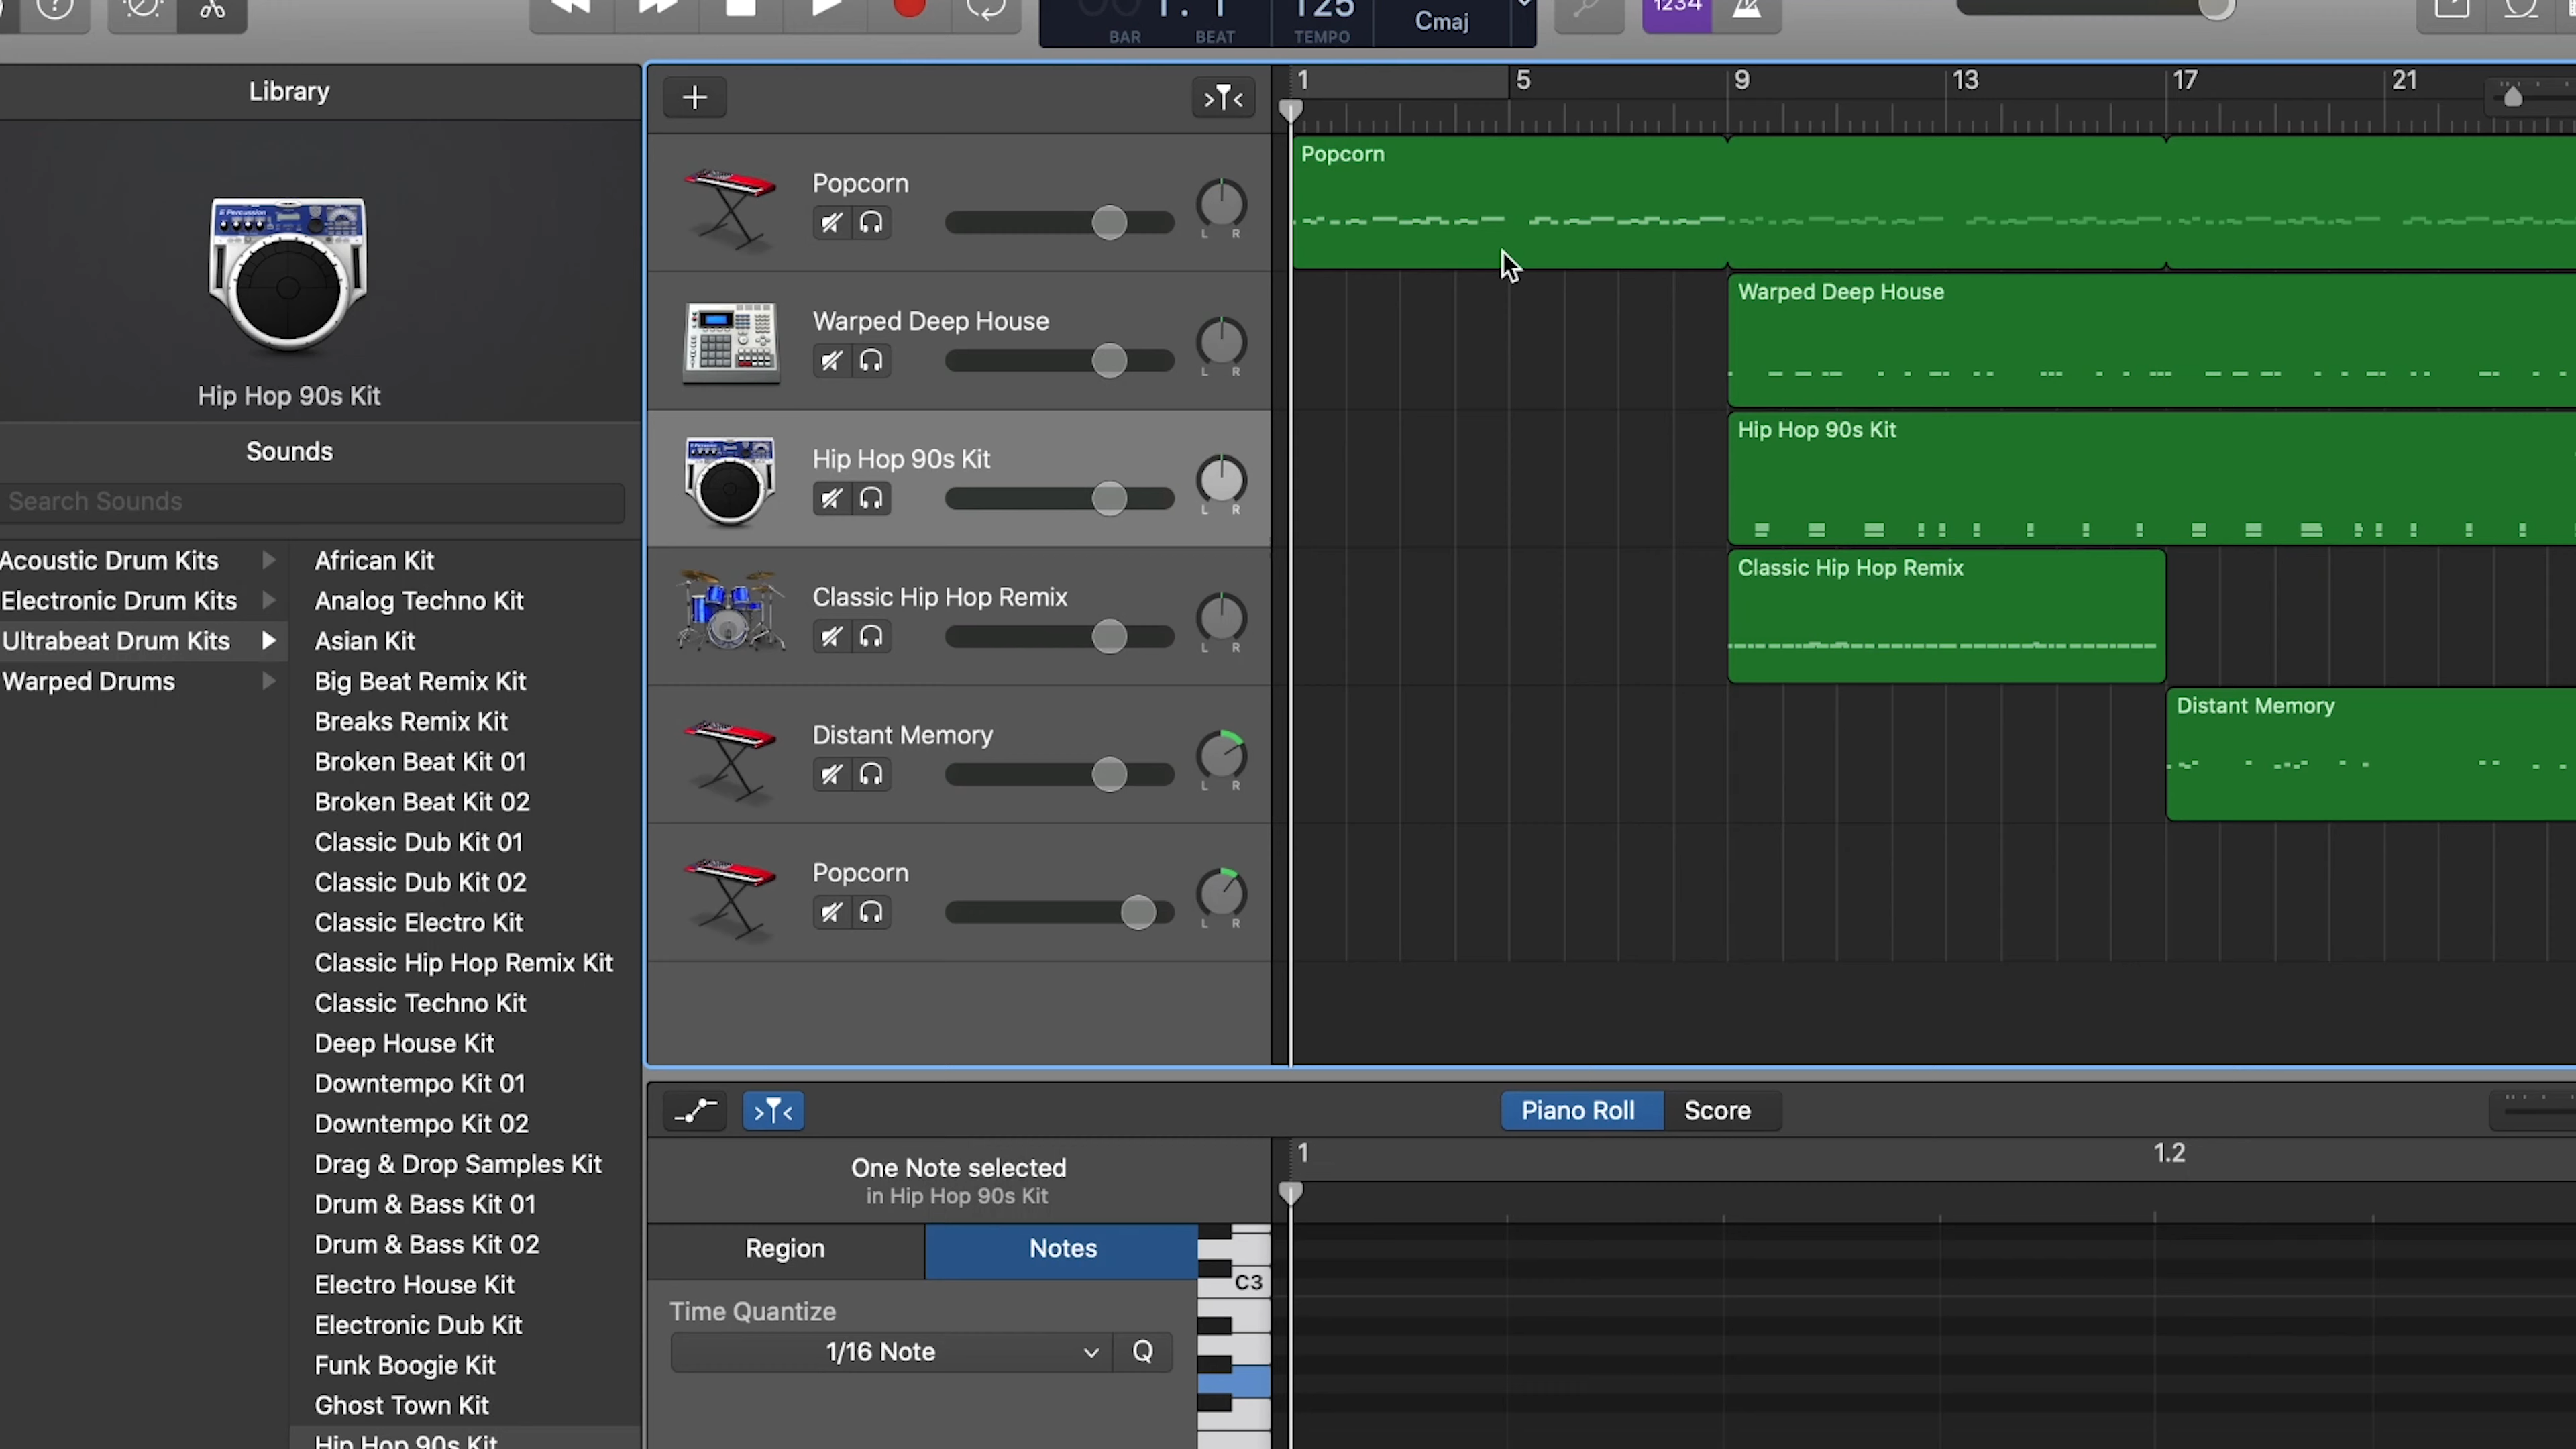 1. 1 125
Cmaj
1234
BAR BEAT TEMPO
Library
1 5 9 13 17 21
Hip Hop 90s Kit
Sounds
Search Sounds
Acoustic Drum Kits
Electronic Drum Kits
Ultrabeat Drum Kits
Warped Drums
African Kit
Analog Techno Kit
Asian Kit
Big Beat Remix Kit
Breaks Remix Kit
Broken Beat Kit 01
Broken Beat Kit 02
Classic Dub Kit 01
Classic Dub Kit 02
Classic Electro Kit
Classic Hip Hop Remix Kit
Classic Techno Kit
Deep House Kit
Downtempo Kit 01
Downtempo Kit 02
Drag & Drop Samples Kit
Drum & Bass Kit 01
Drum & Bass Kit 02
Electro House Kit
Electronic Dub Kit
Funk Boogie Kit
Ghost Town Kit
Hip Hop 90s Kit
Popcorn
L R
Warped Deep House
L R
Hip Hop 90s Kit
L R
Classic Hip Hop Remix
L R
Distant Memory
L R
Popcorn
L R
Popcorn
Warped Deep House
Hip Hop 90s Kit
Classic Hip Hop Remix
Distant Memory
Piano Roll Score
One Note selected
in Hip Hop 90s Kit
1 1.2
Region Notes
C3
Time Quantize
1/16 Note Q